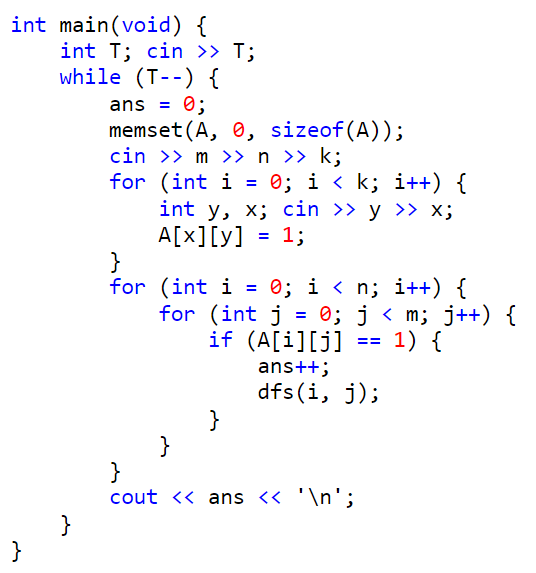 int main(void) {
    int T; cin >> T;
    while (T--) {
        ans = 0;
        memset(A, 0, sizeof(A));
        cin >> m >> n >> k;
        for (int i = 0; i < k; i++) {
            int y, x; cin >> y >> x;
            A[x][y] = 1;
        }
        for (int i = 0; i < n; i++) {
            for (int j = 0; j < m; j++) {
                if (A[i][j] == 1) {
                    ans++;
                    dfs(i, j);
                }
            }
        }
        cout << ans << '\n';
    }
}